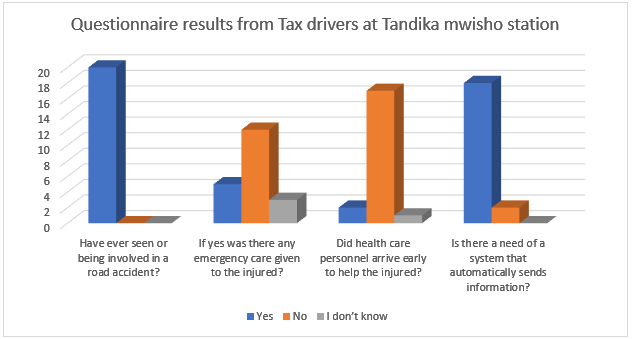 Questionnaire results from Tax drivers at Tandika mwisho station
20
18
16
14
12
10
8
6
4
2
0
Have ever seen or
being involved in a
road accident?
If yes was there any
emergency care given
to the injured?
Did health care
personnel arrive early
to help the injured?
Is there a need of a
system that
automatically sends
information?
Yes No I don't know